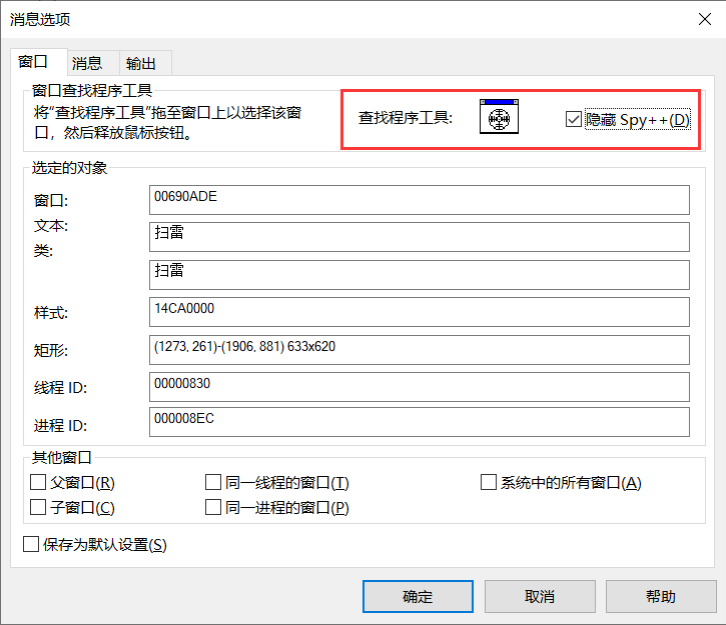 消息选项
窗口 消息 输出
窗口查找程序工具
将“查找程序工具”拖至窗口上以选择该窗
口，然后释放鼠标按钮。
查找程序工具:
隐藏 Spy++(D)
选定的对象
窗口: 00690ADE
文本: 扫雷
类: 扫雷
样式: 14CA0000
矩形: (1273, 261)-(1906, 881) 633x620
线程 ID: 00000830
进程 ID: 000008EC
其他窗口
父窗口(R) 同一线程的窗口(T) 系统中的所有窗口(A)
子窗口(C) 同一进程的窗口(P)
保存为默认设置(S)
确定 取消 帮助